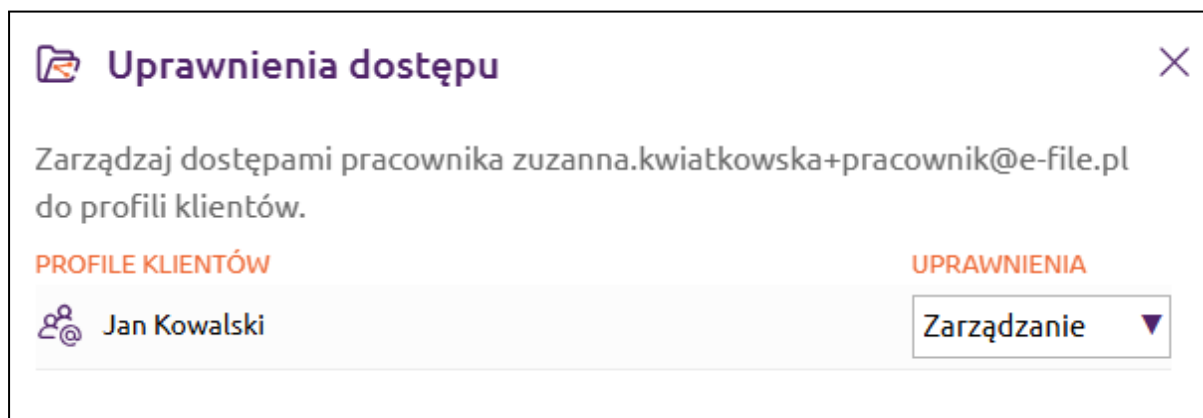 Uprawnienia dostępu
Zarządzaj dostępami pracownika zuzanna.kwiatkowska+pracownik@e-file.pl
do profili klientów.
PROFILE KLIENTÓW UPRAWNIENIA
Jan Kowalski Zarządzanie